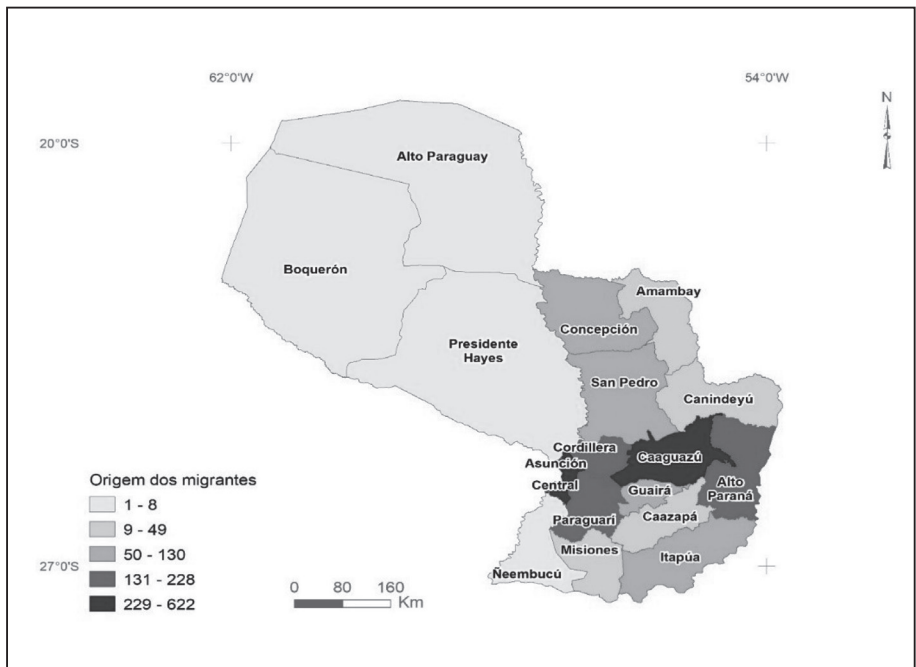 62°0'W 54°0'W
N
20°0'S
Alto Paraguay
Boquerón
Amambay
Concepción
Presidente
Hayes
San Pedro
Canindeyú
Cordillera
Asunción
Caaguazú
Central
Guairá
Alto
Paraná
Paraguari
Caazapá
Misiones
Itapúa
Ñeembucú
27°0'S
Origem dos migrantes
1 - 8
9 - 49
50 - 130
131 - 228
229 - 622
0 80 160
Km